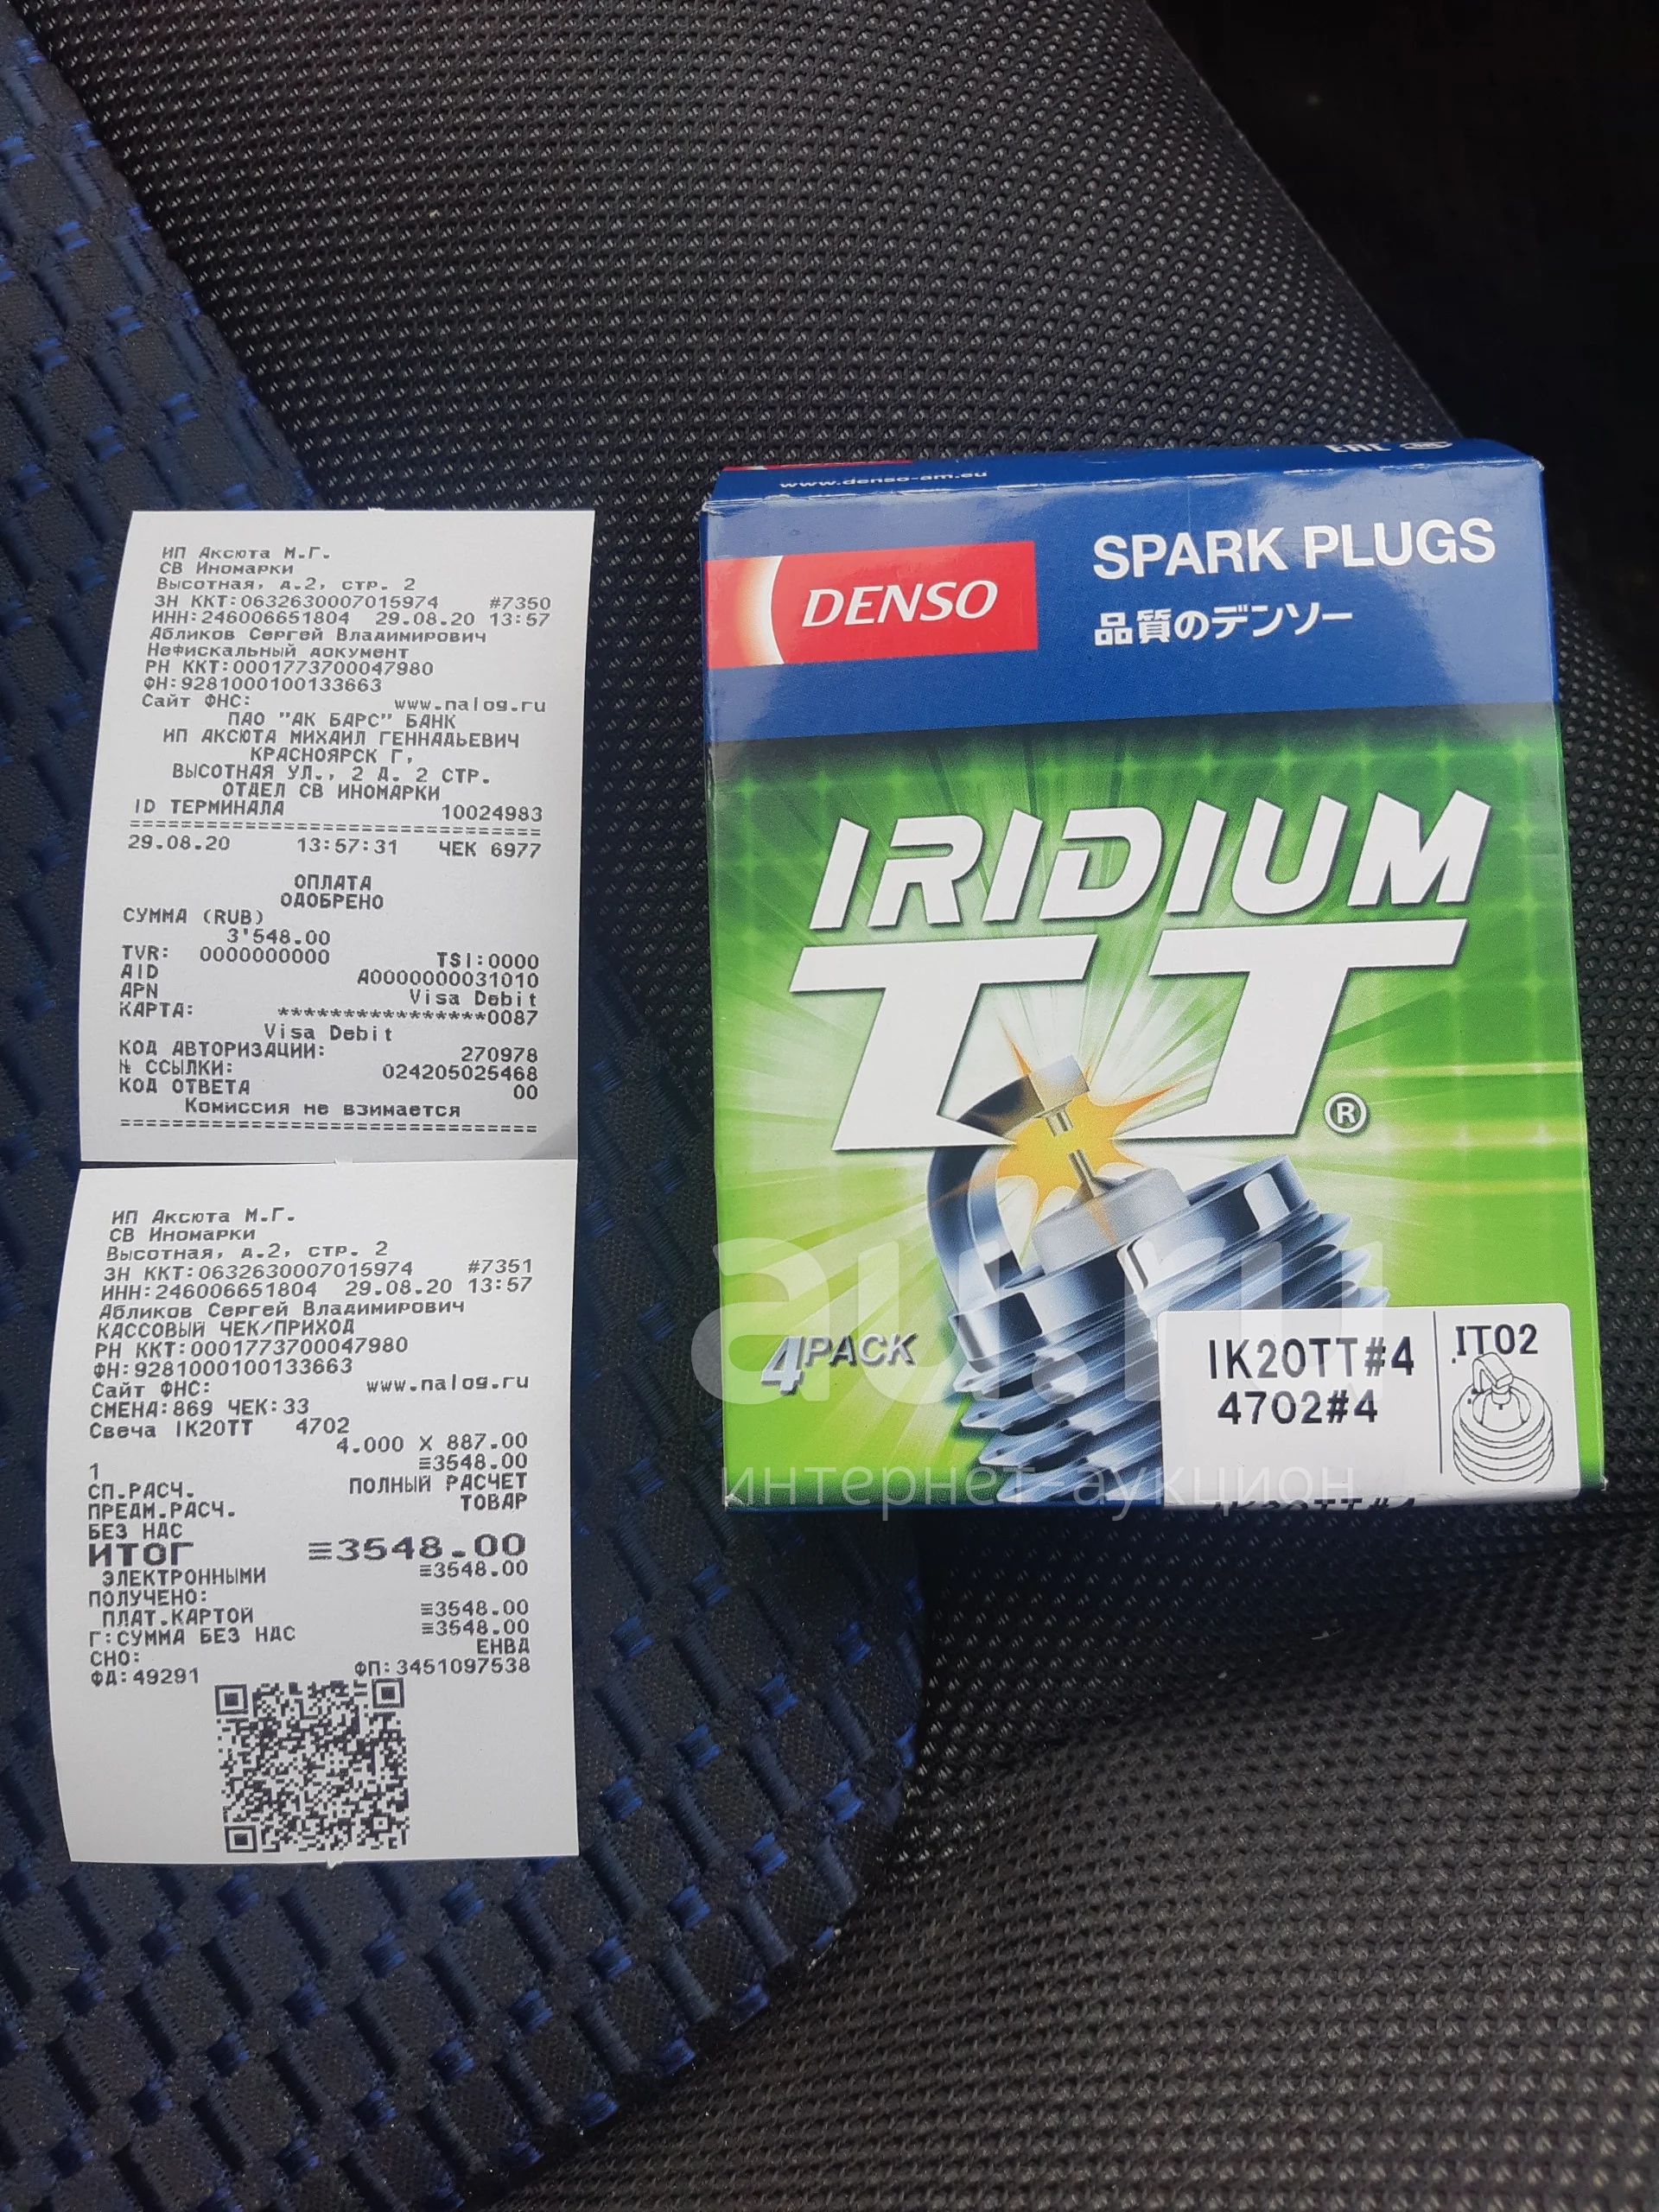 ИП Аксюта М.Г.
СВ Иномарки
Высотная, д.2, стр. 2
ЗН ККТ:0632630007015974 #7350
ИНН:246006651804 29.08.20 13:57
Абликов Сергей Владимирович
Нефискальный документ
РН ККТ:0001773700047980
ФН:9281000100133663
Сайт ФНС: www.nalog.ru
ПАО "АК БАРС" БАНК
ИП АКСЮТА МИХАИЛ ГЕННАДЬЕВИЧ
КРАСНОЯРСК Г,
ВЫСОТНАЯ УЛ., 2 Д. 2 СТР.
ОТДЕЛ СВ ИНОМАРКИ
ID ТЕРМИНАЛА 10024983
================================
29.08.20 13:57:31 ЧЕК 6977
ОПЛАТА
ОДОБРЕНО
СУММА (RUB)
3'548.00
TVR: 0000000000 TSI:0000
AID A0000000031010
APN Visa Debit
КАРТА: ****************0087
Visa Debit
КОД АВТОРИЗАЦИИ: 270978
№ ССЫЛКИ: 024205025468
КОД ОТВЕТА 00
Комиссия не взимается
================================
ИП Аксюта М.Г.
СВ Иномарки
Высотная, д.2, стр. 2
ЗН ККТ:0632630007015974 #7351
ИНН:246006651804 29.08.20 13:57
Абликов Сергей Владимирович
КАССОВЫЙ ЧЕК/ПРИХОД
РН ККТ:0001773700047980
ФН:9281000100133663
Сайт ФНС: www.nalog.ru
СМЕНА:869 ЧЕК:33
Свеча IK20TT 4702
4.000 X 887.00
1 ≡3548.00
СП.РАСЧ. ПОЛНЫЙ РАСЧЕТ
ПРЕДМ.РАСЧ. ТОВАР
БЕЗ НДС
ИТОГ ≡3548.00
ЭЛЕКТРОННЫМИ ≡3548.00
ПОЛУЧЕНО:
ПЛАТ.КАРТОЙ ≡3548.00
Г:СУММА БЕЗ НДС ≡3548.00
СНО: ЕНВД
ФД:49291 ФП:3451097538
www.denso-am.eu
EAC
DENSO
SPARK PLUGS
品質のデンソー
IRIDIUM
TT®
4PACK
IK20TT#4
4702#4
IT02
IK20TT#4
au.ru
интернет-аукцион